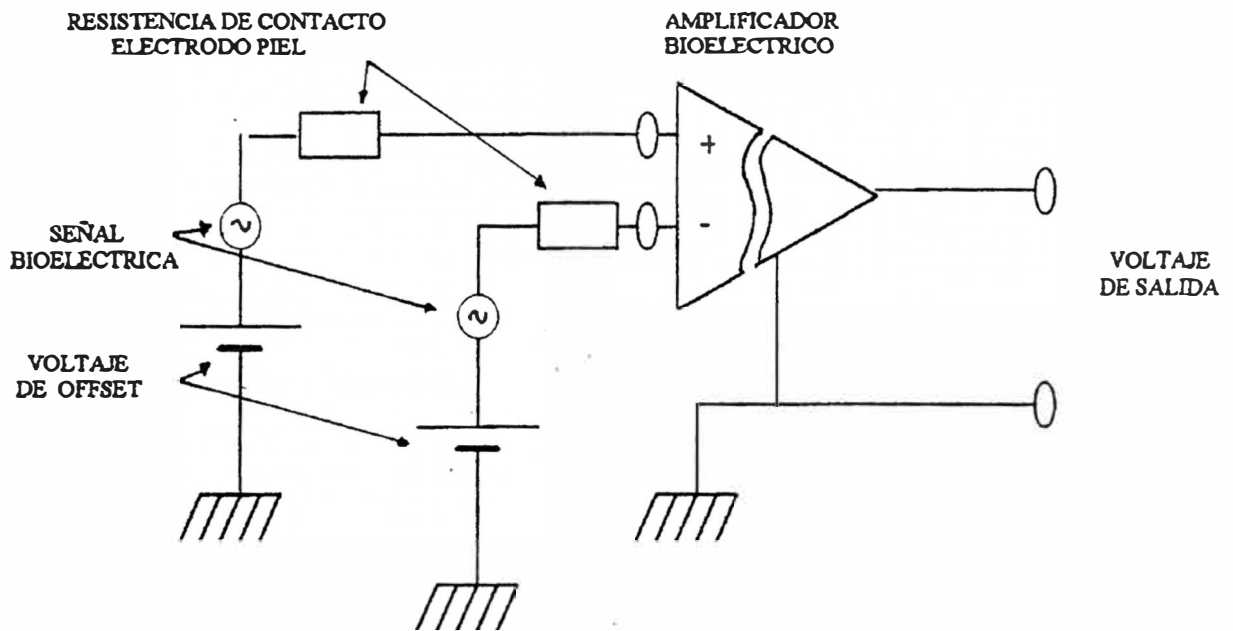 RESISTENCIA DE CONTACTO
ELECTRODO PIEL
AMPLIFICADOR
BIOELECTRICO
+
-
SEÑAL
BIOELECTRICA
VOLTAJE
DE SALIDA
VOLTAJE
DE OFFSET